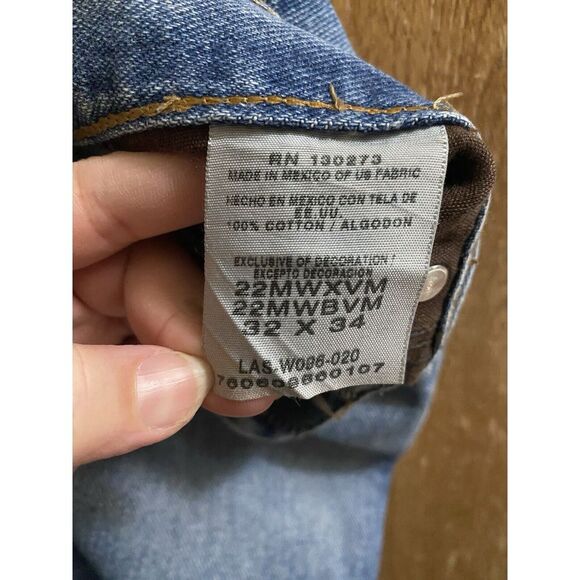 RN 130273
MADE IN MEXICO OF US FABRIC
HECHO EN MEXICO CON TELA DE
EE.UU.
100% COTTON / ALGODON
EXCLUSIVE OF DECORATION /
EXCEPTO DECORACION
22MWXVM
22MWBVM
32 X 34
LAS-W096-020